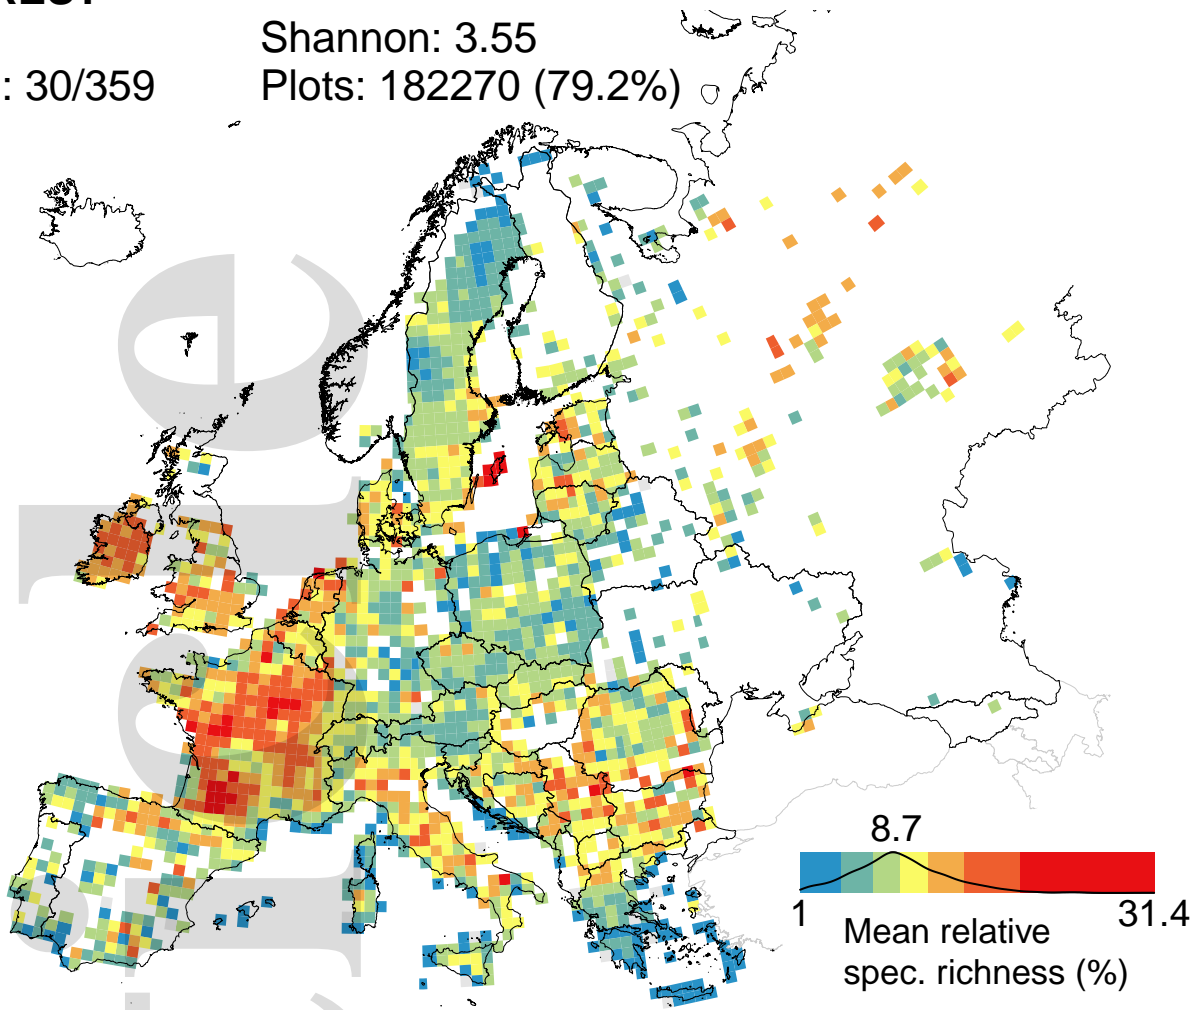 Shannon: 3.55
: 30/359
Plots: 182270 (79.2%)
8.7
1
31.4
Mean relative
spec. richness (%)